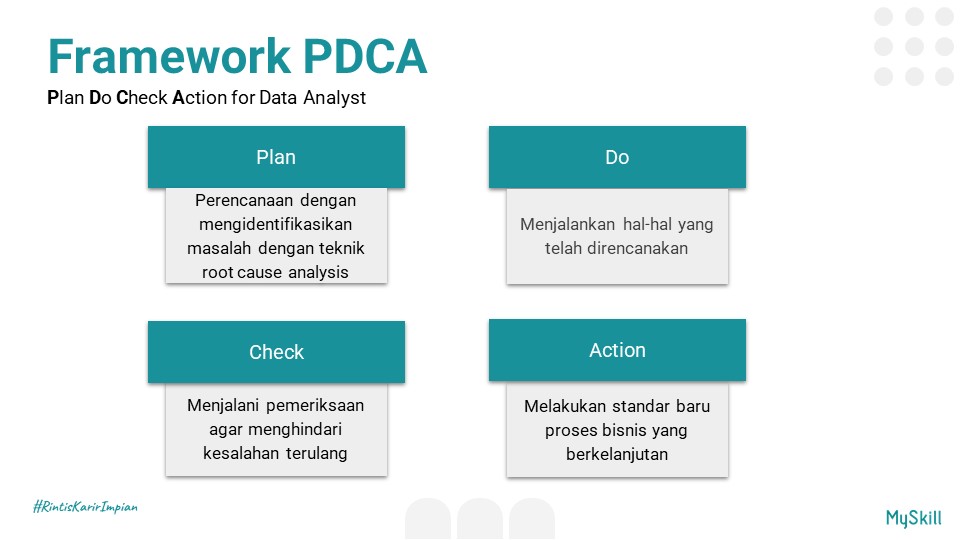 Framework PDCA
Plan Do Check Action for Data Analyst
Plan
Perencanaan dengan
mengidentifikasikan
masalah dengan teknik
root cause analysis
Do
Menjalankan hal-hal yang
telah direncanakan
Check
Menjalani pemeriksaan
agar menghindari
kesalahan terulang
Action
Melakukan standar baru
proses bisnis yang
berkelanjutan
#RintisKarirImpian
MySkill